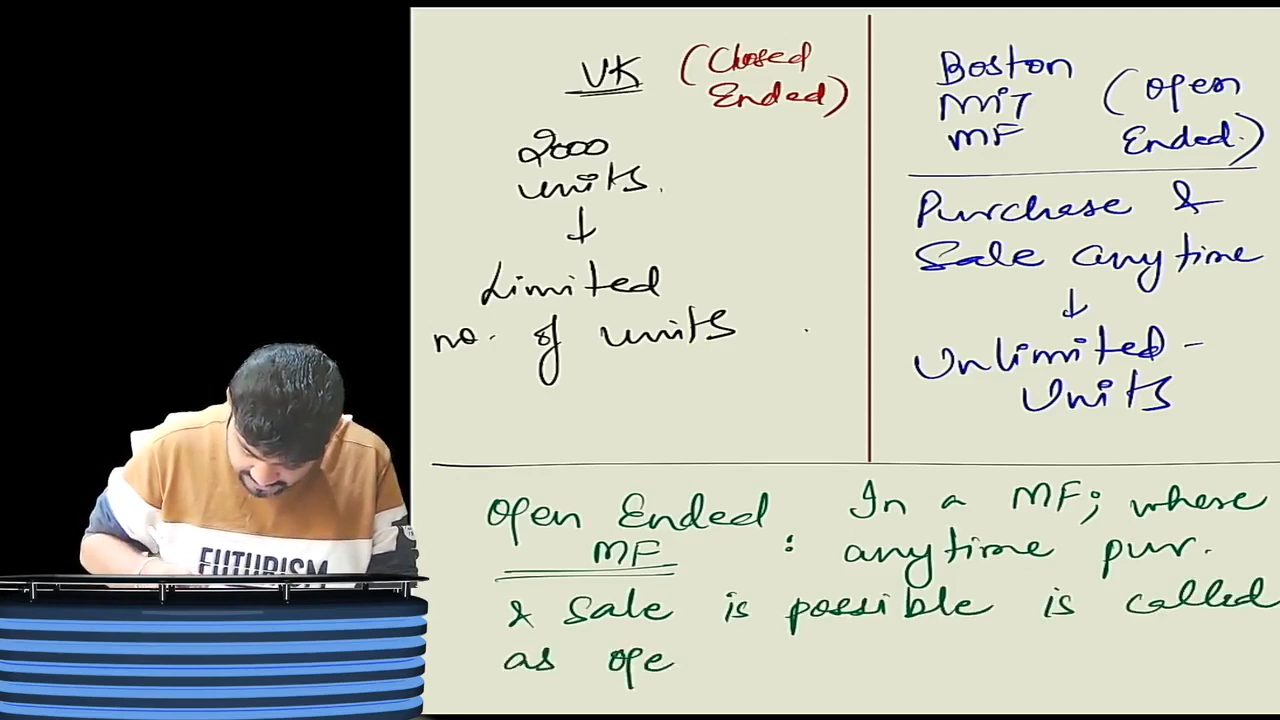 UK (Closed
Ended)
2000
units.
↓
Limited
no. of units
Boston
MIT
MF
(open
Ended.)
Purchase &
Sale anytime
↓
Unlimited -
Units
Open Ended
MF
: In a MF; where
anytime pur.
& sale is possible is called
as ope
FUTURISM